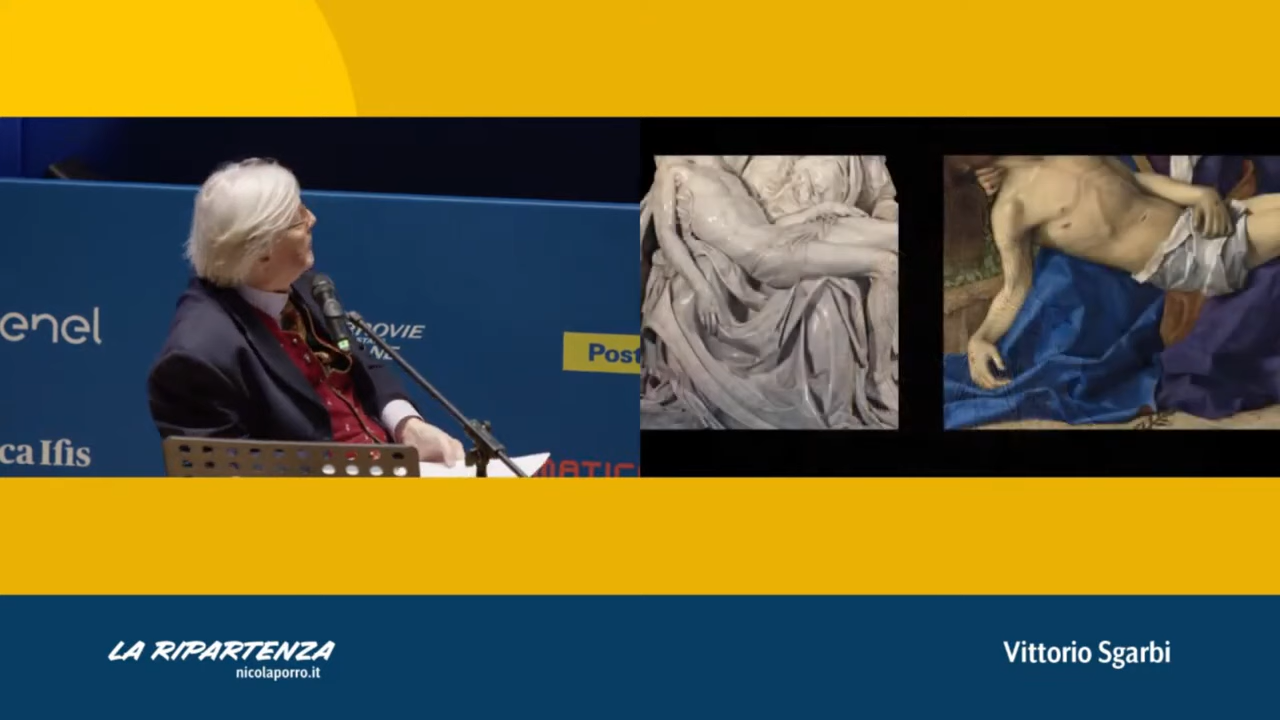 enel
Post
ca Ifis
LA RIPARTENZA
nicolaporro.it
Vittorio Sgarbi